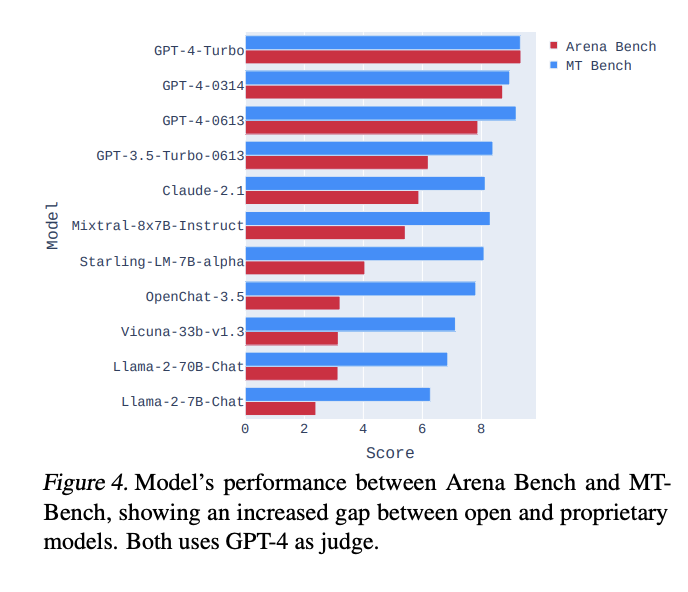 GPT-4-Turbo
GPT-4-0314
GPT-4-0613
GPT-3.5-Turbo-0613
Claude-2.1
Mixtral-8x7B-Instruct
Starling-LM-7B-alpha
OpenChat-3.5
Vicuna-33b-v1.3
Llama-2-70B-Chat
Llama-2-7B-Chat
Model
0 2 4 6 8
Score
Arena Bench
MT Bench
Figure 4. Model’s performance between Arena Bench and MT-
Bench, showing an increased gap between open and proprietary
models. Both uses GPT-4 as judge.